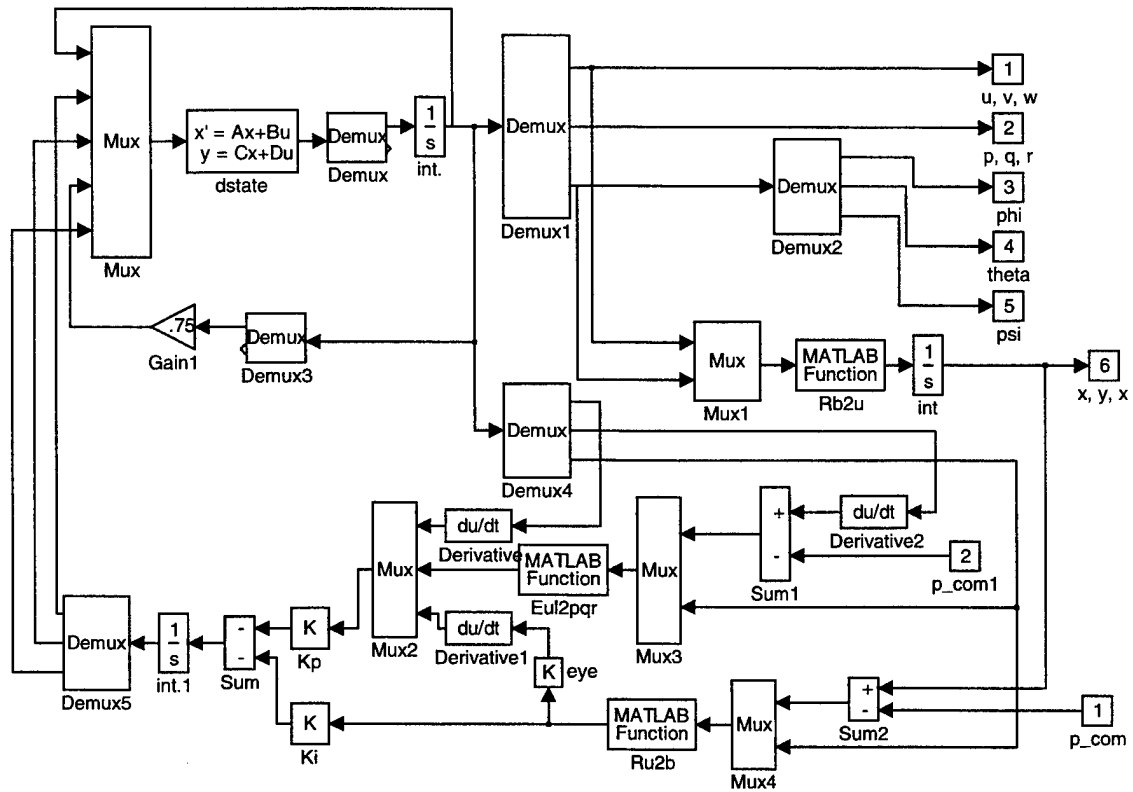 1
u, v, w
Mux
x' = Ax+Bu
y = Cx+Du
dstate
Demux
Demux
1
s
int.
Demux
Demux1
2
p, q, r
Demux
Demux2
3
phi
4
theta
5
psi
Mux
.75
Gain1
Demux
Demux3
Mux
Mux1
MATLAB
Function
Rb2u
1
s
int
6
x, y, x
Demux
Demux4
du/dt
Derivative
Mux
Mux2
MATLAB
Function
Eul2pqr
du/dt
Derivative1
Mux
Mux3
+
-
Sum1
du/dt
Derivative2
2
p_com1
Demux
Demux5
1
s
int.1
-
-
Sum
K
Kp
K
eye
K
Ki
MATLAB
Function
Ru2b
Mux
Mux4
+
-
Sum2
1
p_com